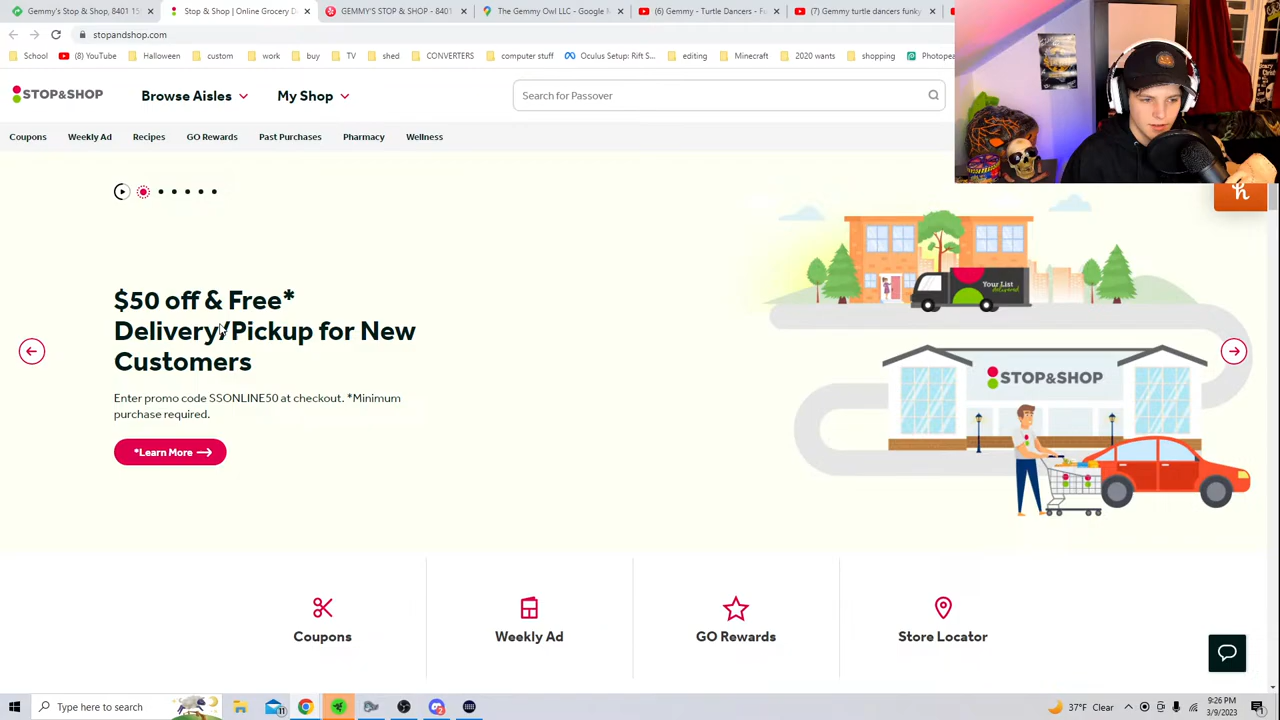 Gemmy's Stop & Shop, 8401 15
Stop & Shop | Online Grocery D
GEMMY'S STOP & SHOP - 8401
The Gemmy Owl LLC - Google M
(6) Gemmy - Turtle Dancers -
(7) Gemmy turtle dancers funky
stopandshop.com
School
(8) YouTube
Halloween
custom
work
buy
shed
CONVERTERS
computer stuff
Oculus Setup: Rift S...
editing
Minecraft
2020 wants
shopping
Photopea
STOP&SHOP
Browse Aisles
My Shop
Search for Passover
Coupons
Weekly Ad
Recipes
GO Rewards
Past Purchases
Pharmacy
Wellness
$50 off & Free*
Delivery/Pickup for New
Customers
Enter promo code SSONLINE50 at checkout. *Minimum
purchase required.
*Learn More
Your List
delivered
STOP&SHOP
Coupons
Weekly Ad
GO Rewards
Store Locator
Type here to search
11
37°F Clear
9:26 PM
3/9/2023
1